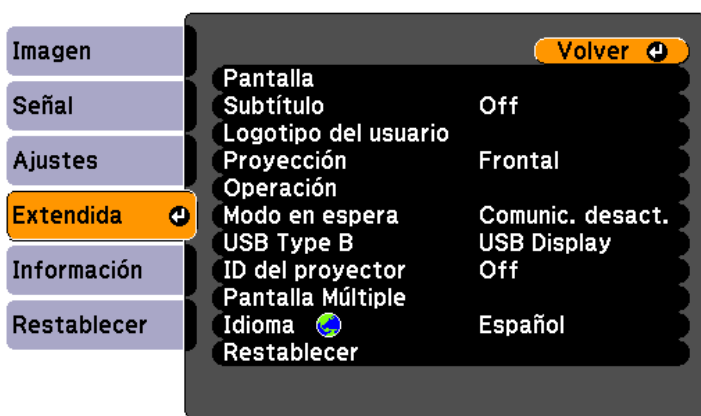 Imagen
Señal
Ajustes
Extendida
Información
Restablecer
Volver
Pantalla
Subtítulo Off
Logotipo del usuario
Proyección Frontal
Operación
Modo en espera Comunic. desact.
USB Type B USB Display
ID del proyector Off
Pantalla Múltiple
Idioma Español
Restablecer